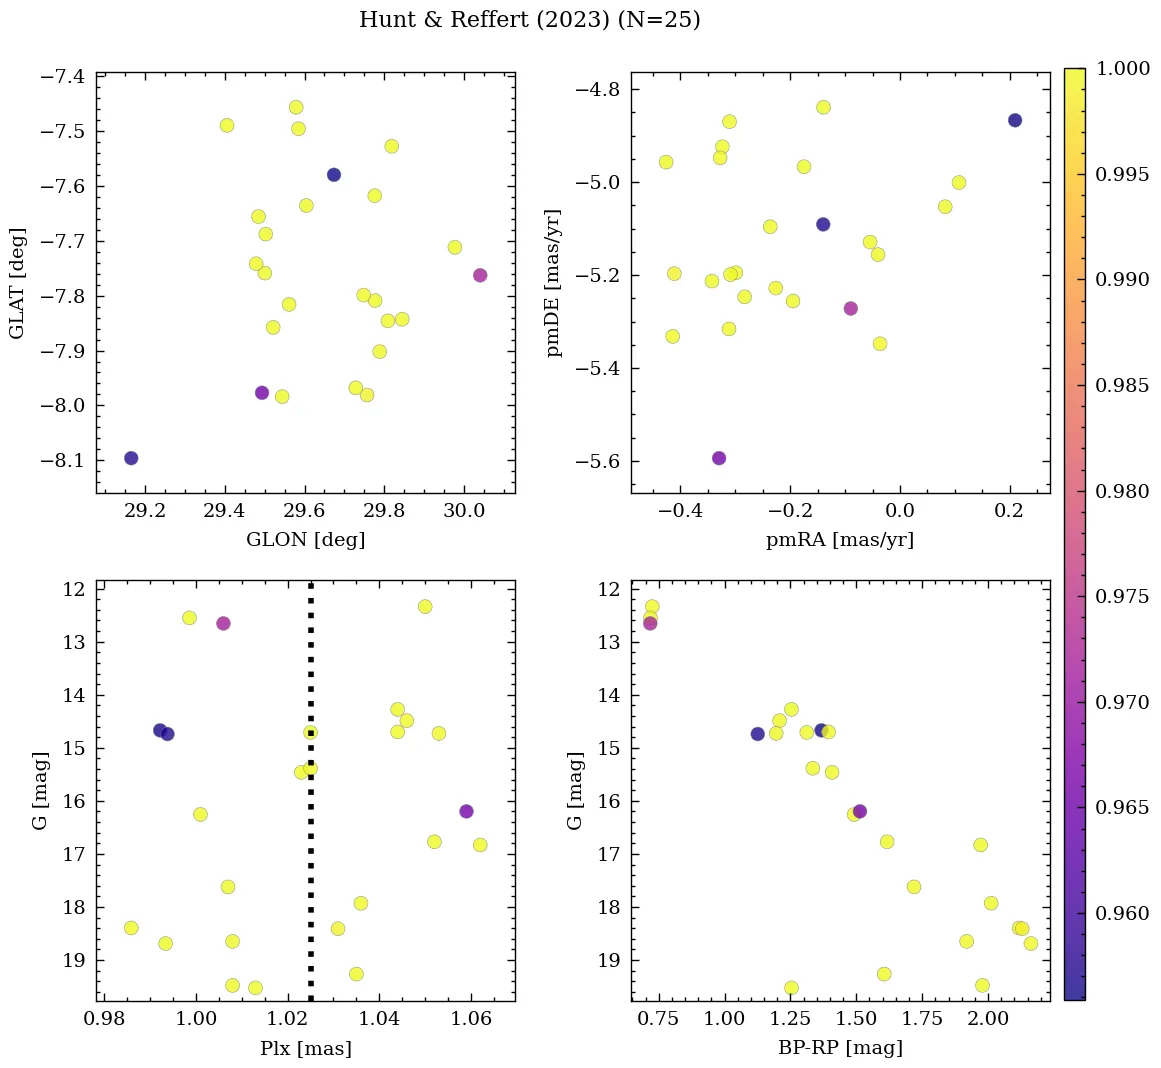 Hunt & Reffert (2023) (N=25)
−7.4
−7.5
−7.6
−7.7
−7.8
−7.9
−8.0
−8.1
GLAT [deg]
29.2 29.4 29.6 29.8 30.0
GLON [deg]
−4.8
−5.0
−5.2
−5.4
−5.6
pmDE [mas/yr]
−0.4 −0.2 0.0 0.2
pmRA [mas/yr]
12
13
14
15
16
17
18
19
G [mag]
0.98 1.00 1.02 1.04 1.06
Plx [mas]
12
13
14
15
16
17
18
19
G [mag]
0.75 1.00 1.25 1.50 1.75 2.00
BP-RP [mag]
1.000
0.995
0.990
0.985
0.980
0.975
0.970
0.965
0.960